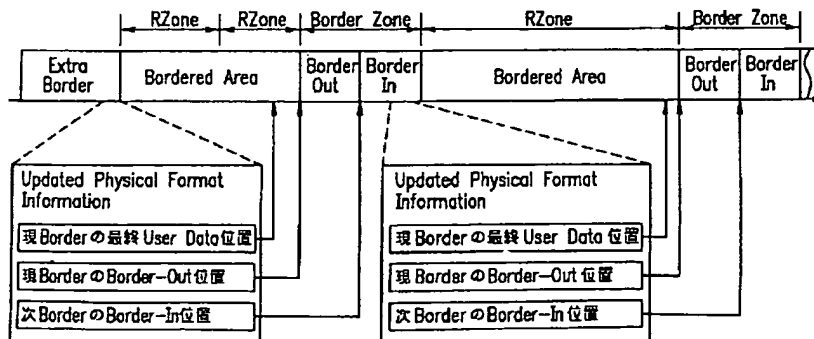 RZone
RZone
Border Zone
RZone
Border Zone
Extra
Border
Bordered Area
Border
Out
Border
In
Bordered Area
Border
Out
Border
In
Updated Physical Format
Information
現Borderの最終User Data位置
現BorderのBorder-Out位置
次BorderのBorder-In位置
Updated Physical Format
Information
現Borderの最終User Data位置
現BorderのBorder-Out位置
次BorderのBorder-In位置